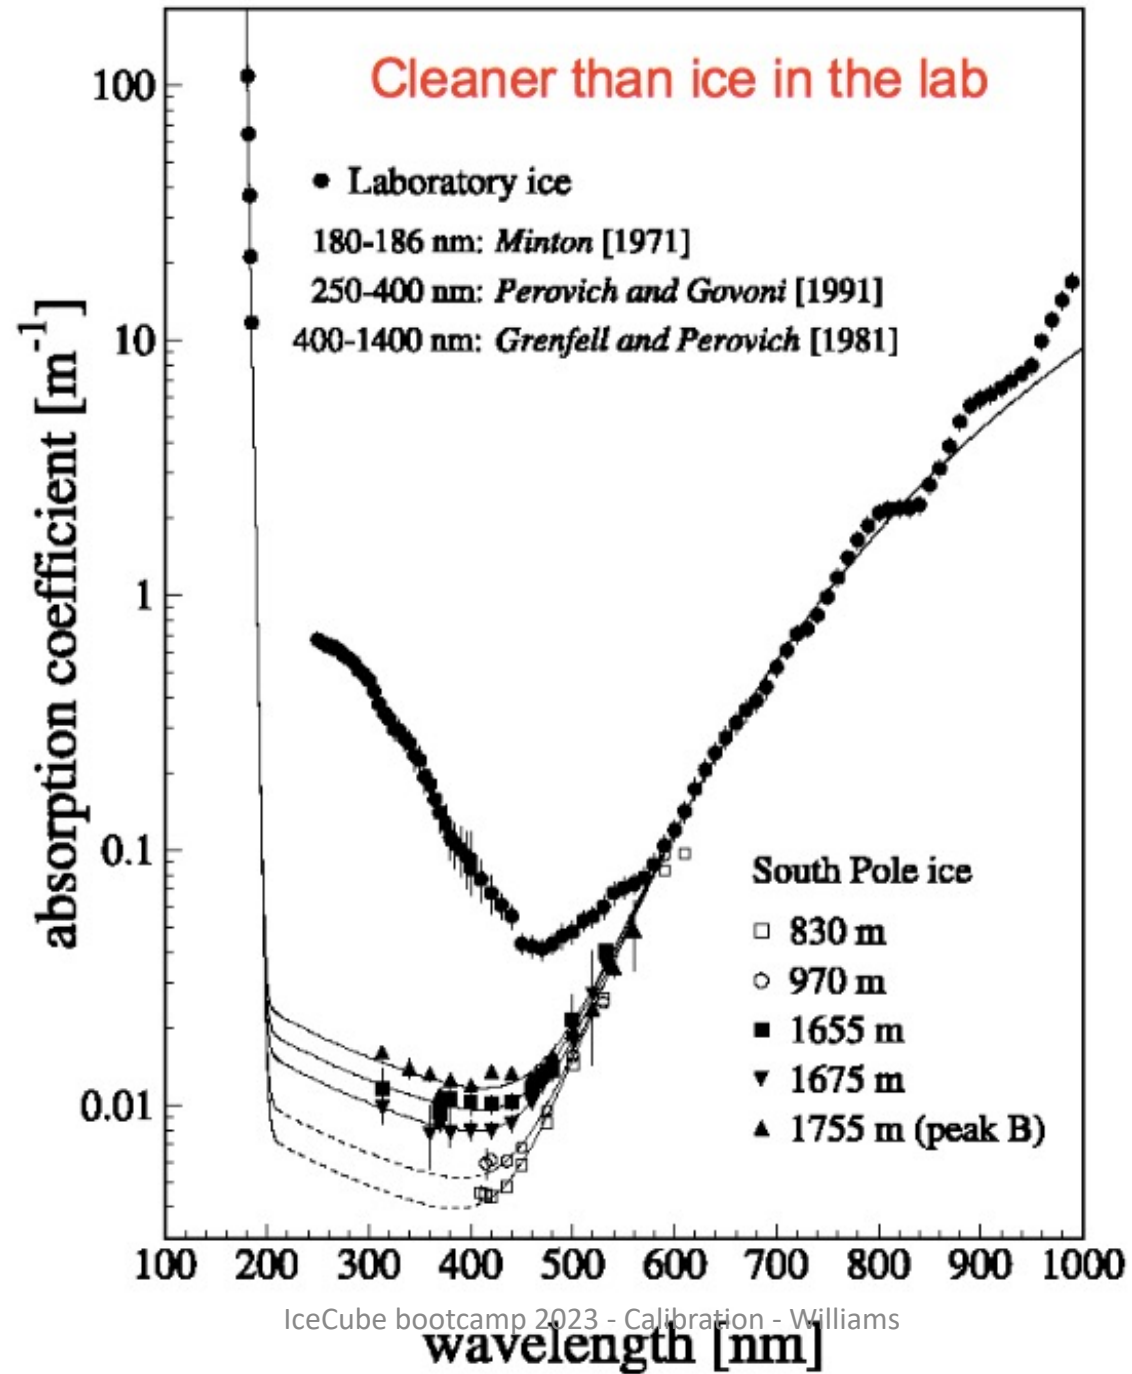 Cleaner than ice in the lab
100
10
1
0.1
0.01
absorption coefficient [m⁻¹]
● Laboratory ice
180-186 nm: Minton [1971]
250-400 nm: Perovich and Govoni [1991]
400-1400 nm: Grenfell and Perovich [1981]
South Pole ice
□ 830 m
○ 970 m
■ 1655 m
▼ 1675 m
▲ 1755 m (peak B)
100 200 300 400 500 600 700 800 900 1000
IceCube bootcamp 2023 - Calibration - Williams
wavelength [nm]